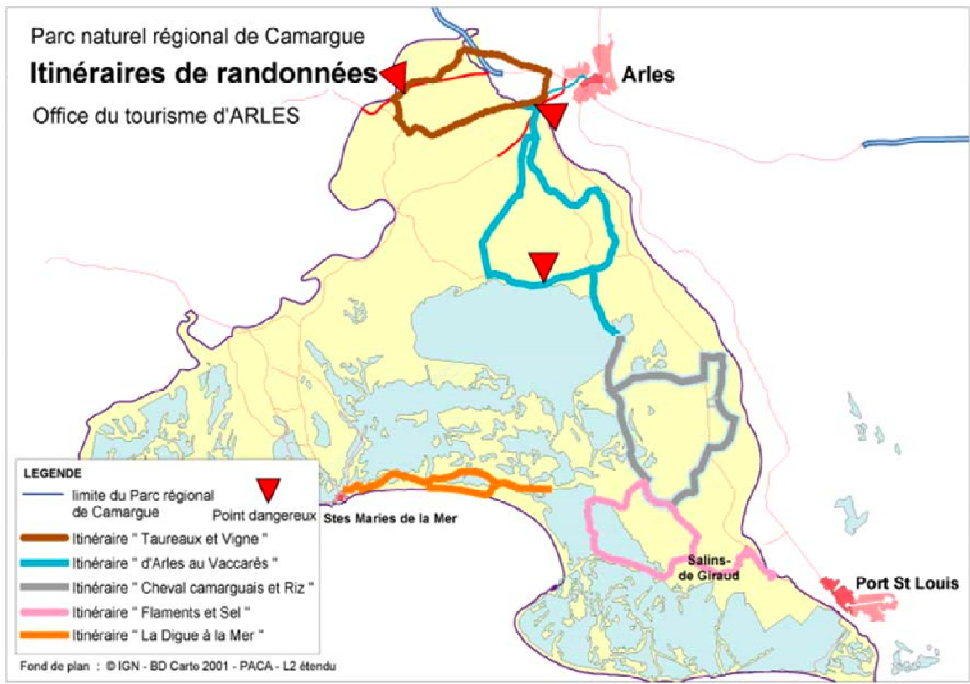 Parc naturel régional de Camargue
Itinéraires de randonnées
Office du tourisme d'ARLES
Arles
LEGENDE
limite du Parc régional
de Camargue
Point dangereux
Itinéraire " Taureaux et Vigne "
Itinéraire " d'Arles au Vaccarès "
Itinéraire " Cheval camarguais et Riz "
Itinéraire " Flaments et Sel "
Itinéraire " La Digue à la Mer "
Stes Maries de la Mer
Salins-
de Giraud
Port St Louis
Fond de plan : © IGN - BD Carto 2001 - PACA - L2 étendu